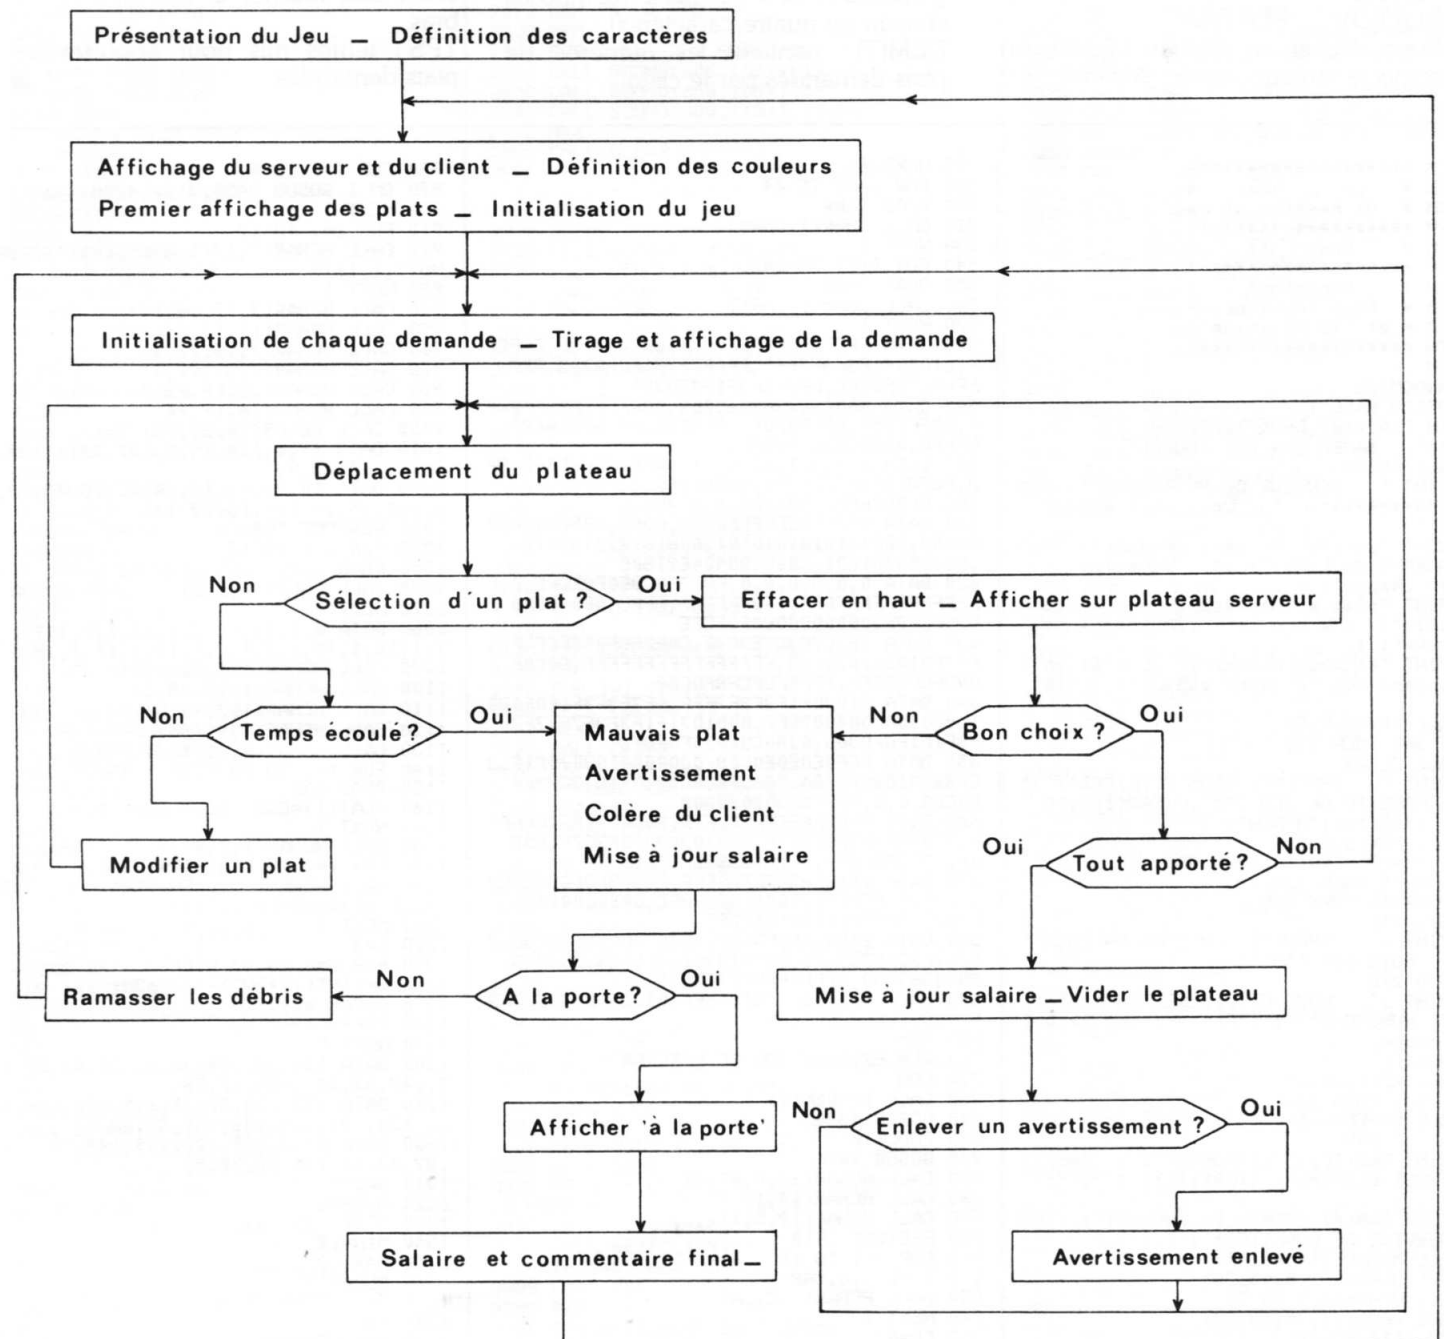 Présentation du Jeu _ Définition des caractères
Affichage du serveur et du client _ Définition des couleurs
Premier affichage des plats _ Initialisation du jeu
Initialisation de chaque demande _ Tirage et affichage de la demande
Déplacement du plateau
Non
Sélection d'un plat ?
Oui
Effacer en haut _ Afficher sur plateau serveur
Non
Temps écoulé ?
Oui
Mauvais plat
Avertissement
Colère du client
Mise à jour salaire
Non
Bon choix ?
Oui
Modifier un plat
Oui
Tout apporté ?
Non
Ramasser les débris
Non
A la porte ?
Oui
Mise à jour salaire _ Vider le plateau
Afficher 'à la porte'
Non
Enlever un avertissement ?
Oui
Salaire et commentaire final _
Avertissement enlevé